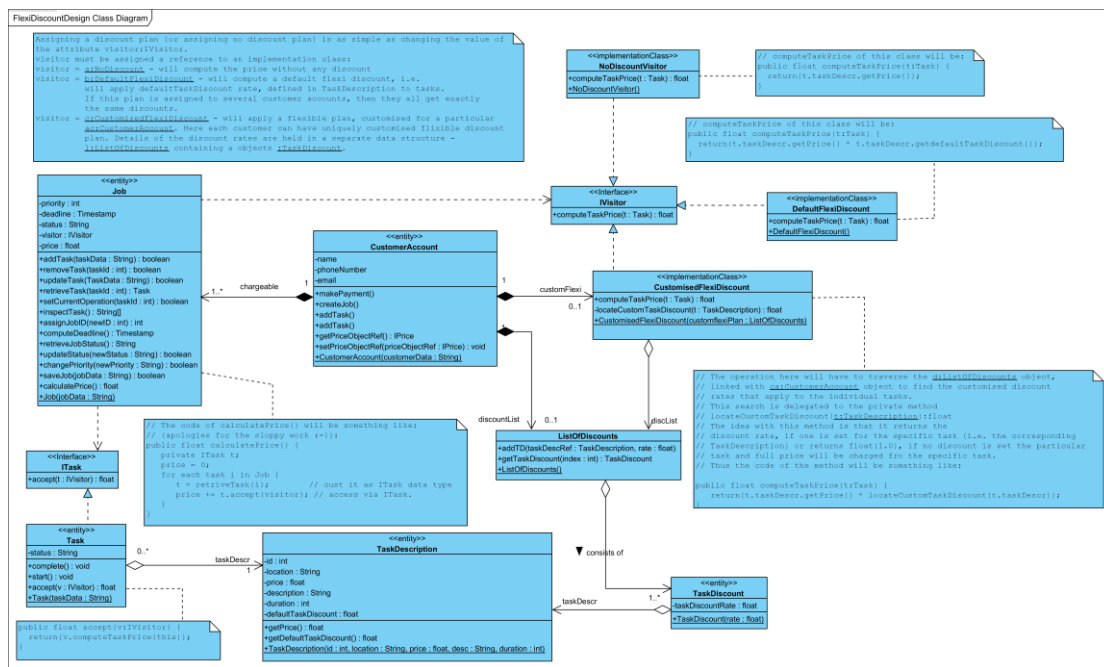 FlexiDiscountDesign Class Diagram
Assigning a discount plan (or assigning no discount plan) is as simple as changing the value of
the attribute visitor:IVisitor.
visitor must be assigned a reference to an implementation class:
visitor = a:NoDiscount - will compute the price without any discount
visitor = b:DefaultFlexiDiscount - will compute a default flexi discount, i.e.
will apply defaultTaskDiscount rate, defined in TaskDescription to tasks.
If this plan is assigned to several customer accounts, then they all get exactly
the same discounts.
visitor = c:CustomisedFlexiDiscount - will apply a flexible plan, customised for a particular
ac:CustomerAccount. Here each customer can have uniquely customised flixible discount
plan. Details of the discount rates are held in a separate data structure -
l:ListOfDiscounts containing a objects :TaskDiscount.
<<implementationClass>>
NoDiscountVisitor
+computeTaskPrice(t : Task) : float
+NoDiscountVisitor()
// computeTaskPrice of this class will be:
public float computeTaskPrice(t:Task) {
return(t.taskDescr.getPrice());
}
// computeTaskPrice of this class will be:
public float computeTaskPrice(t:Task) {
return(t.taskDescr.getPrice() * t.taskDescr.getdefaultTaskDiscount());
}
<<entity>>
Job
-priority : int
-deadline : Timestamp
-status : String
-visitor : IVisitor
-price : float
+addTask(taskData : String) : boolean
+removeTask(taskId : int) : boolean
+updateTask(TaskData : String) : boolean
+retrieveTask(taskId : int) : Task
+setCurrentOperation(taskId : int) : boolean
+inspectTask() : String[]
+assignJobID(newID : int) : int
+computeDeadline() : Timestamp
+retrieveJobStatus() : String
+updateStatus(newStatus : String) : boolean
+changePriority(newPriority : String) : boolean
+saveJob(jobData : String) : boolean
+calculatePrice() : float
+Job(jobData : String)
<<Interface>>
IVisitor
+computeTaskPrice(t : Task) : float
<<implementationClass>>
DefaultFlexiDiscount
+computeTaskPrice(t : Task) : float
+DefaultFlexiDiscount()
<<entity>>
CustomerAccount
-name
-phoneNumber
-email
+makePayment()
+createJob()
+addTask()
+addTask()
+getPriceObjectRef() : IPrice
+setPriceObjectRef(priceObjectRef : IPrice) : void
+CustomerAccount(customerData : String)
chargeable
1..*
1
1
customFlexi
0..1
1
<<implementationClass>>
CustomisedFlexiDiscount
+computeTaskPrice(t : Task) : float
-locateCustomTaskDiscount(t : TaskDescription) : float
+CustomisedFlexiDiscount(customflexiPlan : ListOfDiscounts)
// The operation here will have to traverse the d:ListOfDiscounts object,
// linked with ca:CustomerAccount object to find the customised discount
// rates that apply to the individual tasks.
// This search is delegated to the private method
// locateCustomTaskDiscount(t:TaskDescription):float
// The idea with this method is that it returns the
// discount rate, if one is set for the specific task (i.e. the corresponding
// TaskDescription) or returns float(1.0), if no discount is set the particular
// task and full price will be charged fro the specific task.
// Thus the code of the method will be something like:
public float computeTaskPrice(t:Task) {
return(t.taskDescr.getPrice() * locateCustomTaskDiscount(t.taskDescr));
}
// The code of calculatePrice() will be something like:
// (apologies for the sloppy work :=)):
public float calculatePrice() {
private ITask t;
price = 0;
for each task i in Job {
t = retriveTask(i); // cust it as ITask data type
price += t.accept(visitor); // access via ITask.
}
}
discountList
0..1
discList
ListOfDiscounts
+addTD(taskDescRef : TaskDescription, rate : float)
+getTaskDiscount(index : int) : TaskDiscount
+ListOfDiscounts()
<<Interface>>
ITask
+accept(t : IVisitor) : float
<<entity>>
Task
-status : String
+complete() : void
+start() : void
+accept(v : IVisitor) : float
+Task(taskData : String)
0..*
taskDescr
1
<<entity>>
TaskDescription
-id : int
-location : String
-price : float
-description : String
-duration : int
-defaultTaskDiscount : float
+getPrice() : float
+getDefaultTaskDiscount() : float
+TaskDescription(id : int, location : String, price : float, desc : String, duration : int)
consists of
1..*
taskDescr
<<entity>>
TaskDiscount
-taskDiscountRate : float
+TaskDiscount(rate : float)
public float accept(v:IVisitor) {
return(v.computeTaskPrice(this));
}